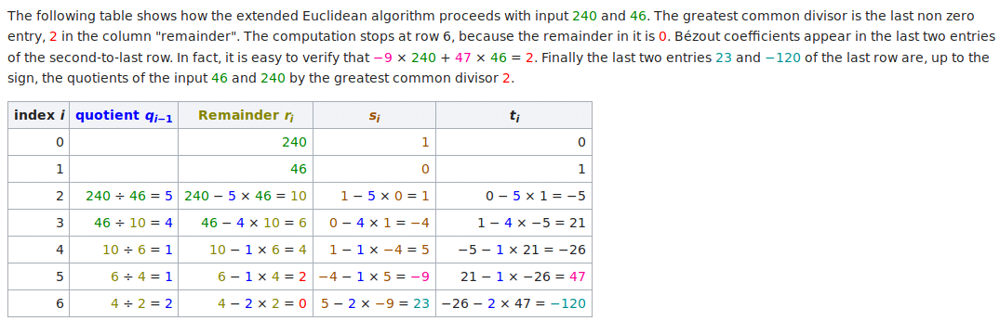 The following table shows how the extended Euclidean algorithm proceeds with input 240 and 46. The greatest common divisor is the last non zero
entry, 2 in the column "remainder". The computation stops at row 6, because the remainder in it is 0. Bézout coefficients appear in the last two entries
of the second-to-last row. In fact, it is easy to verify that −9 × 240 + 47 × 46 = 2. Finally the last two entries 23 and −120 of the last row are, up to the
sign, the quotients of the input 46 and 240 by the greatest common divisor 2.
index i quotient qi−1 Remainder ri si ti
0 240 1 0
1 46 0 1
2 240 ÷ 46 = 5 240 − 5 × 46 = 10 1 − 5 × 0 = 1 0 − 5 × 1 = −5
3 46 ÷ 10 = 4 46 − 4 × 10 = 6 0 − 4 × 1 = −4 1 − 4 × −5 = 21
4 10 ÷ 6 = 1 10 − 1 × 6 = 4 1 − 1 × −4 = 5 −5 − 1 × 21 = −26
5 6 ÷ 4 = 1 6 − 1 × 4 = 2 −4 − 1 × 5 = −9 21 − 1 × −26 = 47
6 4 ÷ 2 = 2 4 − 2 × 2 = 0 5 − 2 × −9 = 23 −26 − 2 × 47 = −120